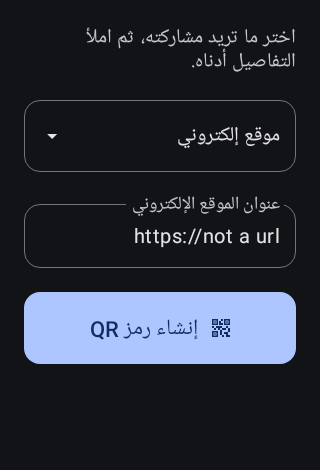 اختر ما تريد مشاركته، ثم املأ
التفاصيل أدناه.
موقع إلكتروني
عنوان الموقع الإلكتروني
https://not a url
إنشاء رمز QR